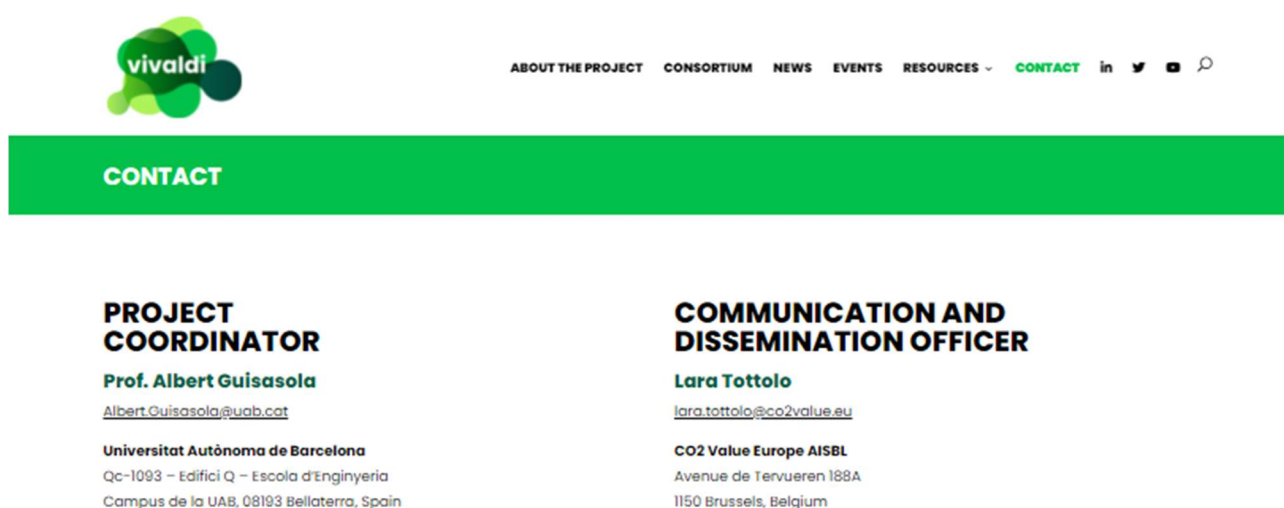 vivaldi
ABOUT THE PROJECT CONSORTIUM NEWS EVENTS RESOURCES CONTACT in
CONTACT
PROJECT
COORDINATOR
Prof. Albert Guisasola
Albert.Guisasola@uab.cat
Universitat Autònoma de Barcelona
Qc-1093 – Edifici Q – Escola d'Enginyeria
Campus de la UAB, 08193 Bellaterra, Spain
COMMUNICATION AND
DISSEMINATION OFFICER
Lara Tottolo
lara.tottolo@co2value.eu
CO2 Value Europe AISBL
Avenue de Tervueren 188A
1150 Brussels, Belgium